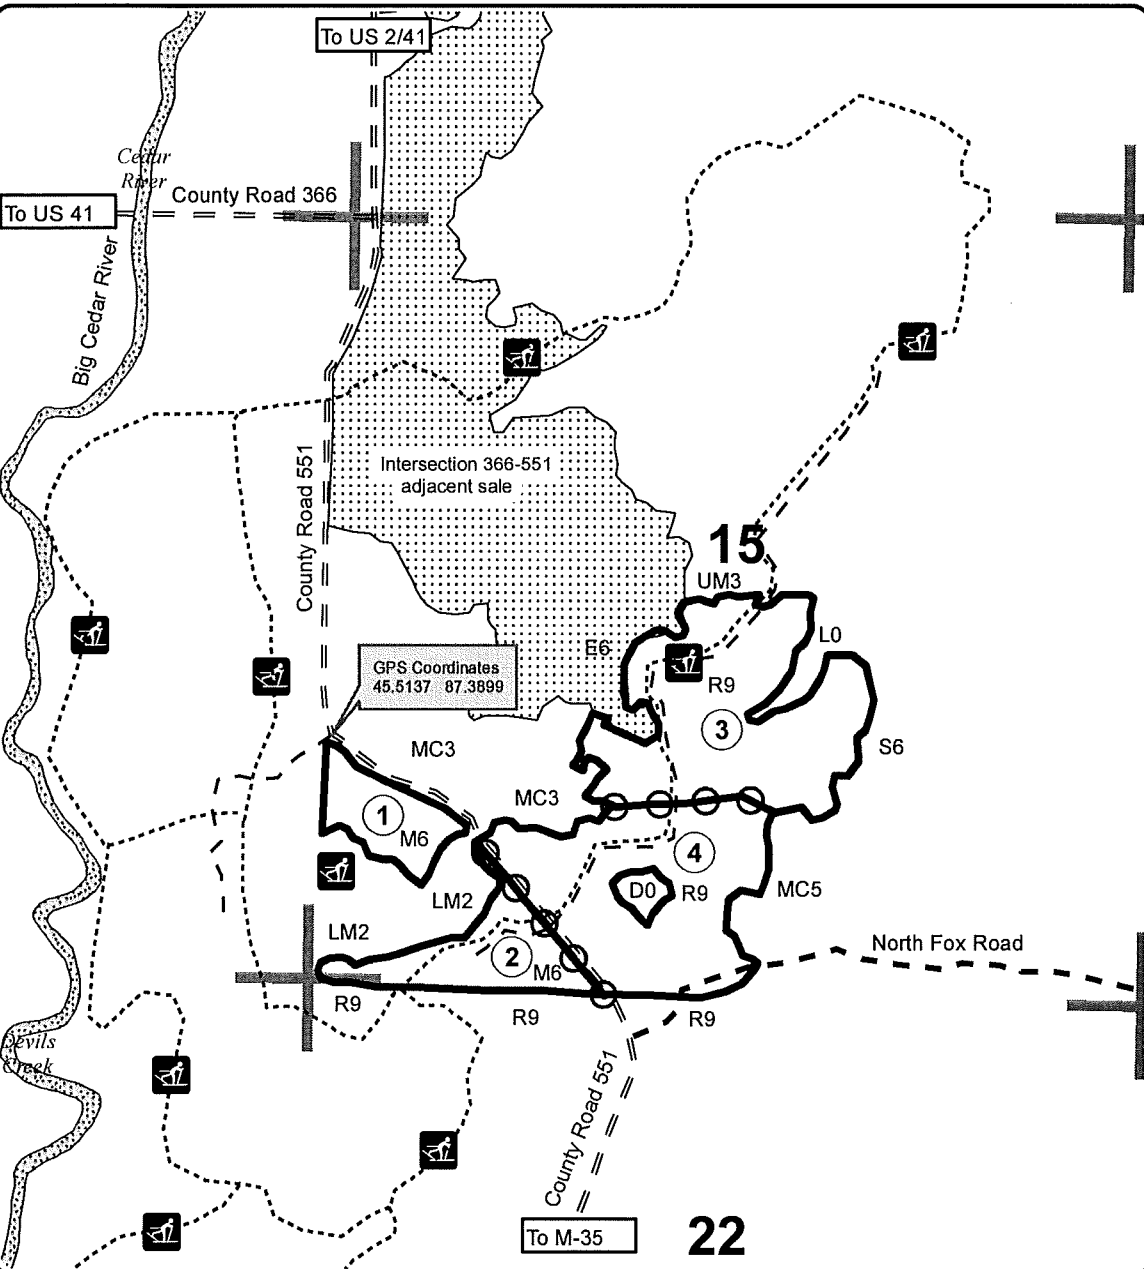 To US 2/41
Cedar
River
County Road 366
To US 41
Big Cedar River
Intersection 366-551
adjacent sale
County Road 551
15
UM3
L0
E6
GPS Coordinates
45.5137 87.3899
R9
3
MC3
S6
MC3
1
M6
4
D0
R9
MC5
LM2
LM2
North Fox Road
2
M6
R9
R9
R9
Devils
Creek
County Road 551
To M-35
22